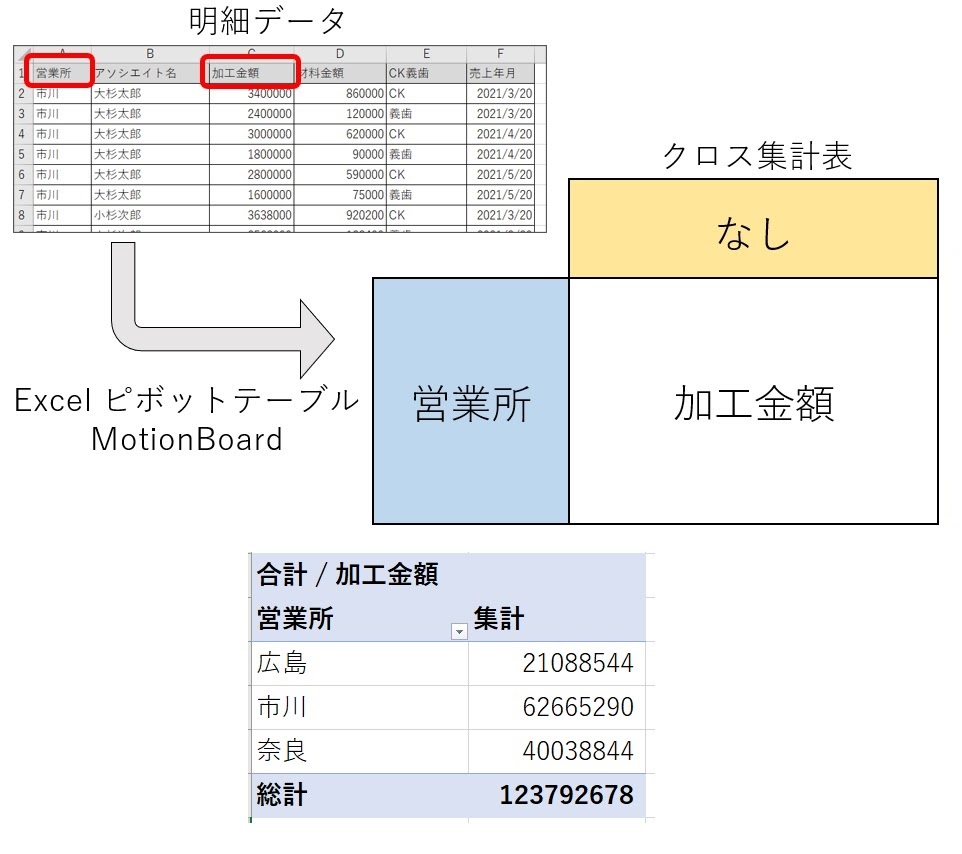 明細データ
A B C D E F
1 営業所 アソシエイト名 加工金額 材料金額 CK義歯 売上年月
2 市川 大杉太郎 3400000 860000 CK 2021/3/20
3 市川 大杉太郎 2400000 120000 義歯 2021/3/20
4 市川 大杉太郎 3000000 620000 CK 2021/4/20
5 市川 大杉太郎 1800000 90000 義歯 2021/4/20
6 市川 大杉太郎 2800000 590000 CK 2021/5/20
7 市川 大杉太郎 1600000 75000 義歯 2021/5/20
8 市川 小杉次郎 3638000 920200 CK 2021/3/20
クロス集計表
なし
営業所
加工金額
Excel ピボットテーブル
MotionBoard
合計 / 加工金額
営業所 集計
広島 21088544
市川 62665290
奈良 40038844
総計 123792678